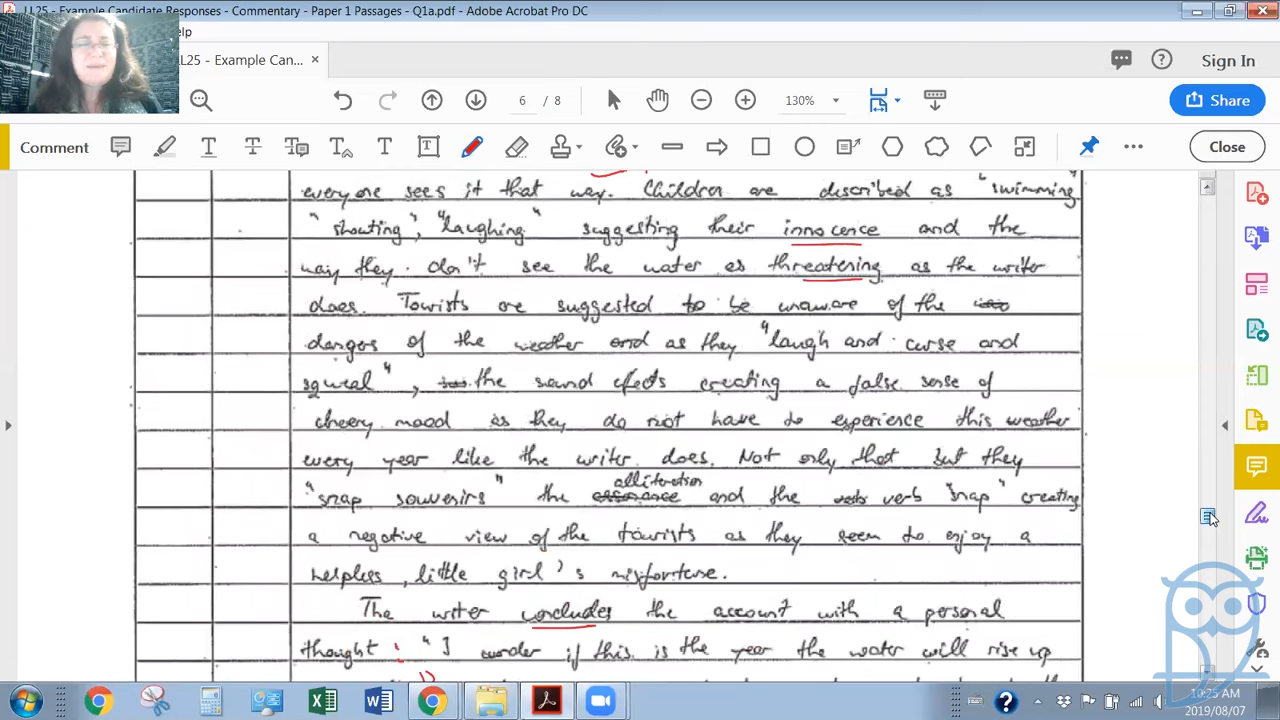 LL25 - Example Candidate Responses - Commentary - Paper 1 Passages - Q1a.pdf - Adobe Acrobat Pro DC
elp
L25 - Example Can...
Sign In
6 / 8
130%
Share
Comment
Close
everyone sees it that way. Children are described as "swimming"
"shouting", "laughing" suggesting their innocence and the
way they don't see the water as threatening as the writer
does. Tourists are suggested to be unaware of the
dangers of the weather and as they "laugh and curse and
squeal", the sound effects creating a false sense of
cheery mood as they do not have to experience this weather
every year like the writer does. Not only that but they
alliteration
"snap souvenirs" the assonance and the verb "snap" creating
a negative view of the tourists as they seem to enjoy a
helpless, little girl's misfortune.
The writer concludes the account with a personal
thought : "I wonder if this is the year the water will rise up
10:25 AM
2019/08/07